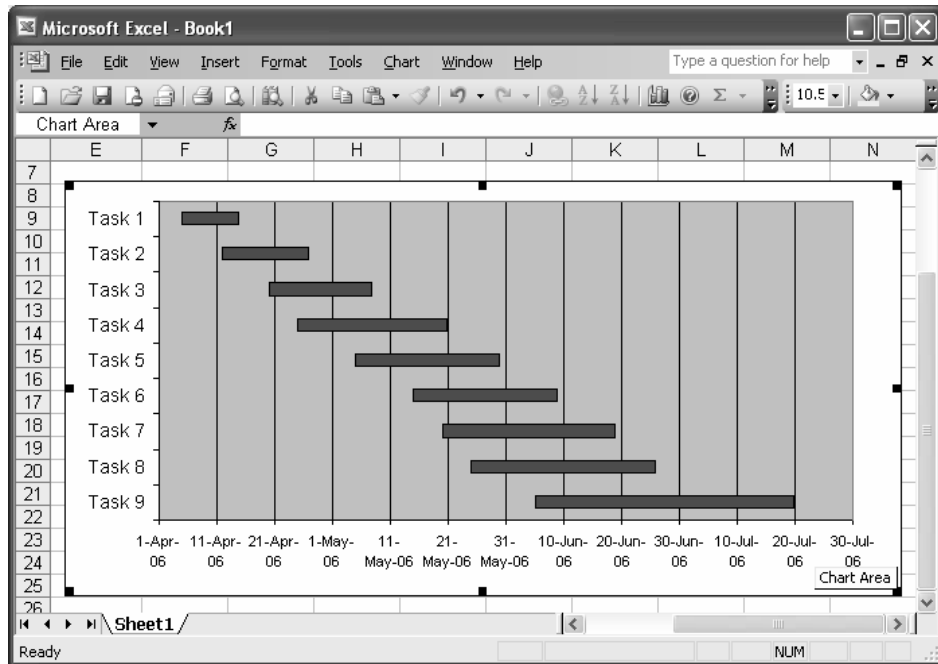 Microsoft Excel - Book1
File Edit View Insert Format Tools Chart Window Help Type a question for help
Σ 10.5
Chart Area fx
E F G H I J K L M N
7
8
9 Task 1
10
11 Task 2
12 Task 3
13
14 Task 4
15 Task 5
16
17 Task 6
18 Task 7
19
20 Task 8
21
22 Task 9
23 1-Apr- 11-Apr- 21-Apr- 1-May- 11- 21- 31- 10-Jun- 20-Jun- 30-Jun- 10-Jul- 20-Jul- 30-Jul-
24 06 06 06 06 May-06 May-06 May-06 06 06 06 06 06 06
25 Chart Area
26
Sheet1
Ready NUM